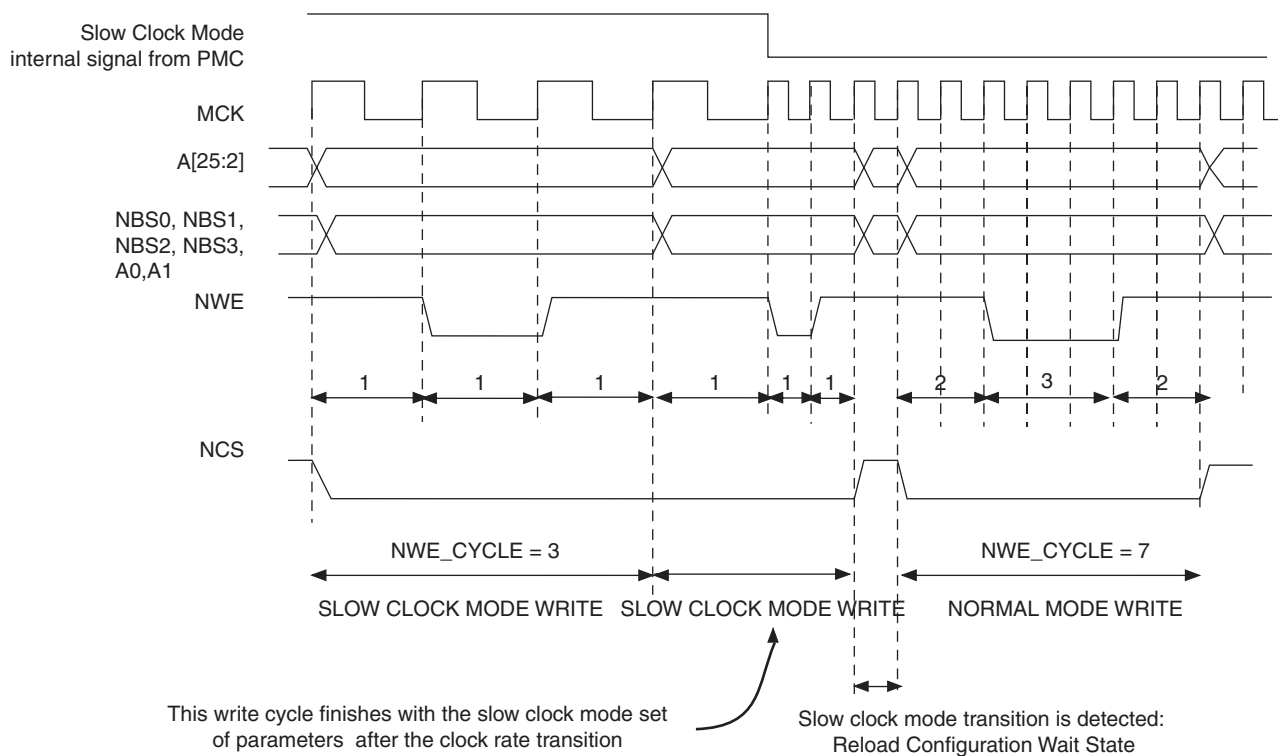 Slow Clock Mode
internal signal from PMC
MCK
A[25:2]
NBS0, NBS1,
NBS2, NBS3,
A0,A1
NWE
1 1 1 1 1 1 2 3 2
NCS
NWE_CYCLE = 3 NWE_CYCLE = 7
SLOW CLOCK MODE WRITE SLOW CLOCK MODE WRITE NORMAL MODE WRITE
This write cycle finishes with the slow clock mode set
of parameters after the clock rate transition
Slow clock mode transition is detected:
Reload Configuration Wait State